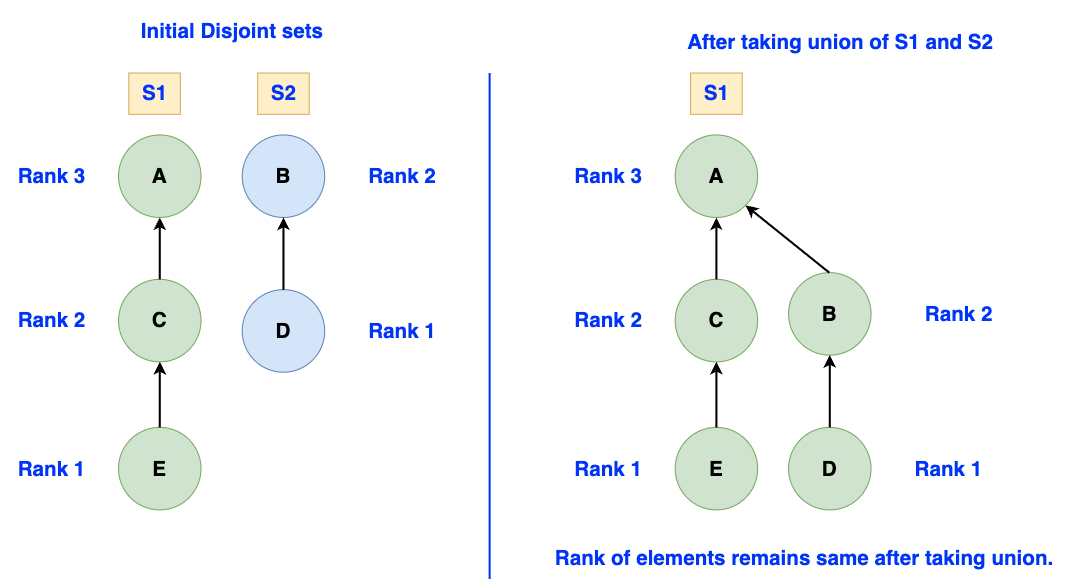 Initial Disjoint sets
S1 S2
Rank 3 A B Rank 2
Rank 2 C D Rank 1
Rank 1 E
After taking union of S1 and S2
S1
Rank 3 A
Rank 2 C B Rank 2
Rank 1 E D Rank 1
Rank of elements remains same after taking union.